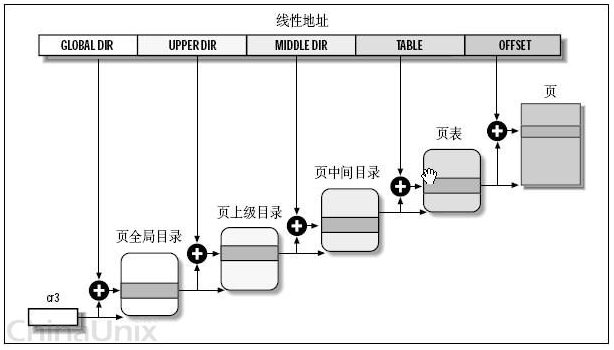 线性地址
GLOBAL DIR
UPPER DIR
MIDDLE DIR
TABLE
OFFSET
页
页表
页中间目录
页上级目录
页全局目录
cr3
ChinaUnix